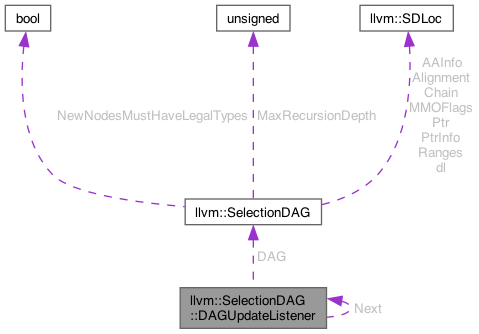 bool
unsigned
llvm::SDLoc
AAInfo
Alignment
Chain
MMOFlags
Ptr
PtrInfo
Ranges
dl
NewNodesMustHaveLegalTypes
MaxRecursionDepth
llvm::SelectionDAG
DAG
llvm::SelectionDAG
::DAGUpdateListener
Next